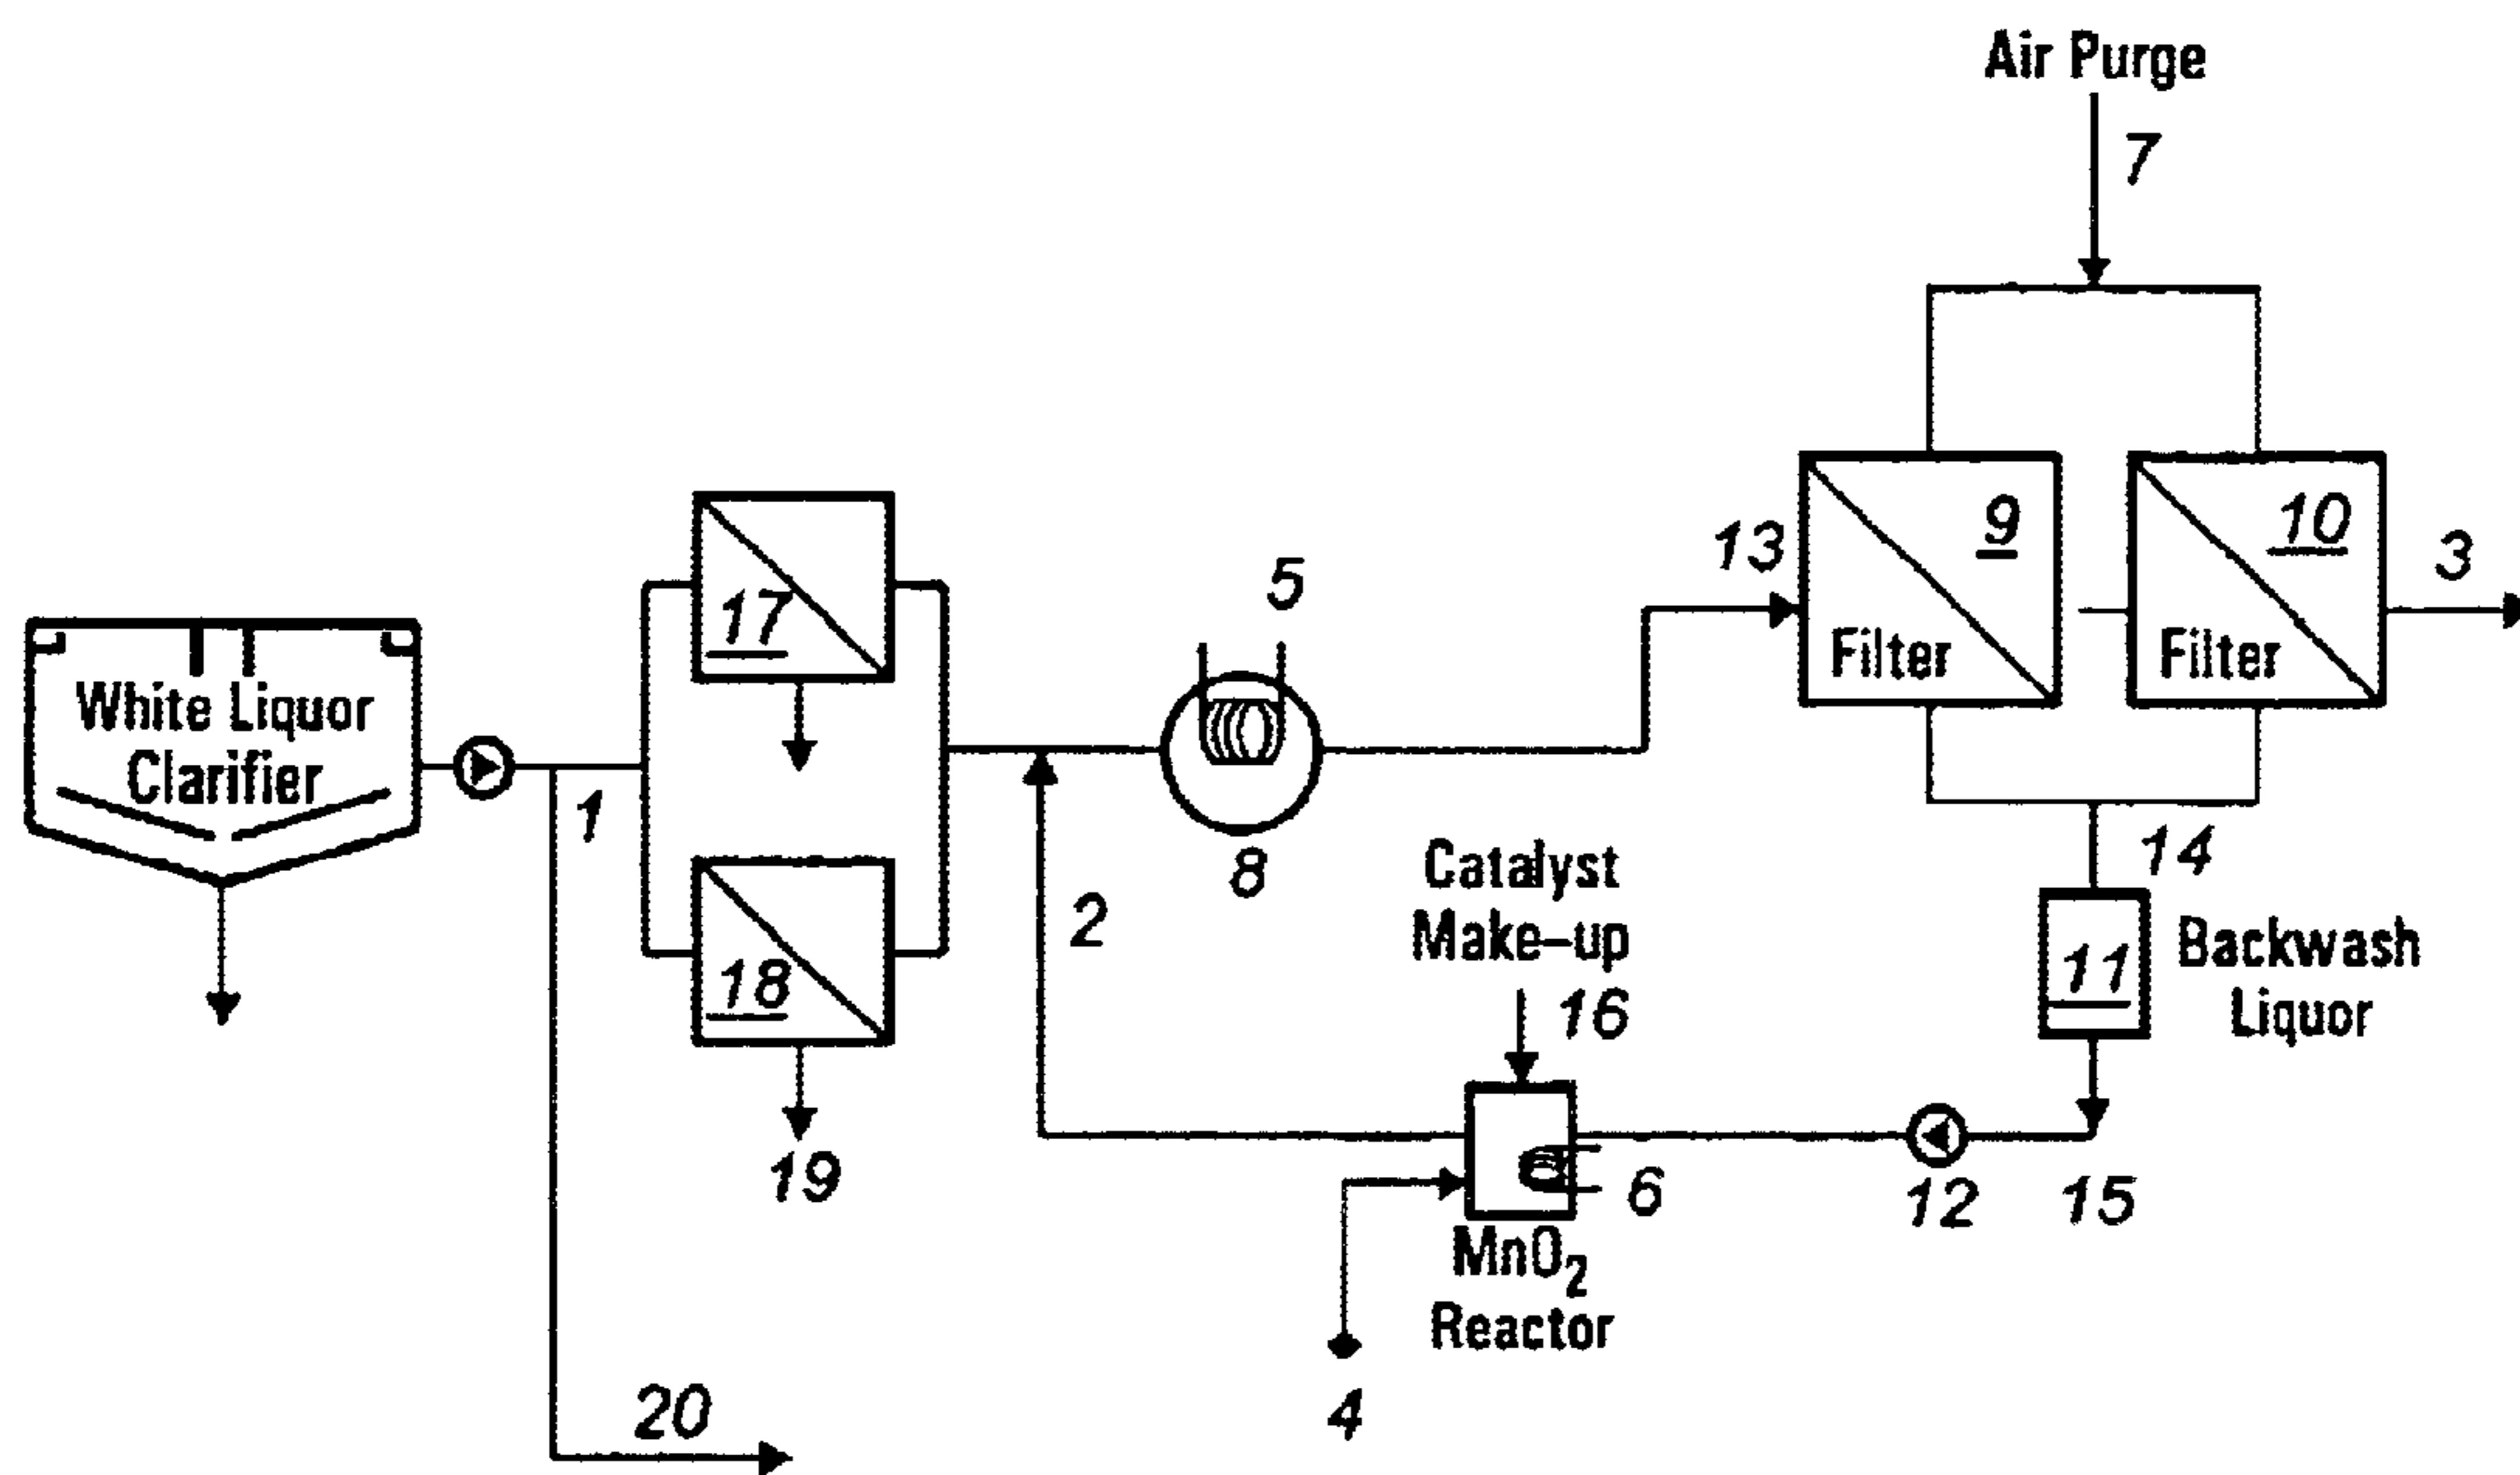 Air Purge
7
9
10
13
3
17
5
Filter
Filter
White Liquor
Clarifier
1
8
14
Catalyst
Make-up
2
11
Backwash
Liquor
18
16
19
6
12
15
MnO₂
Reactor
4
20